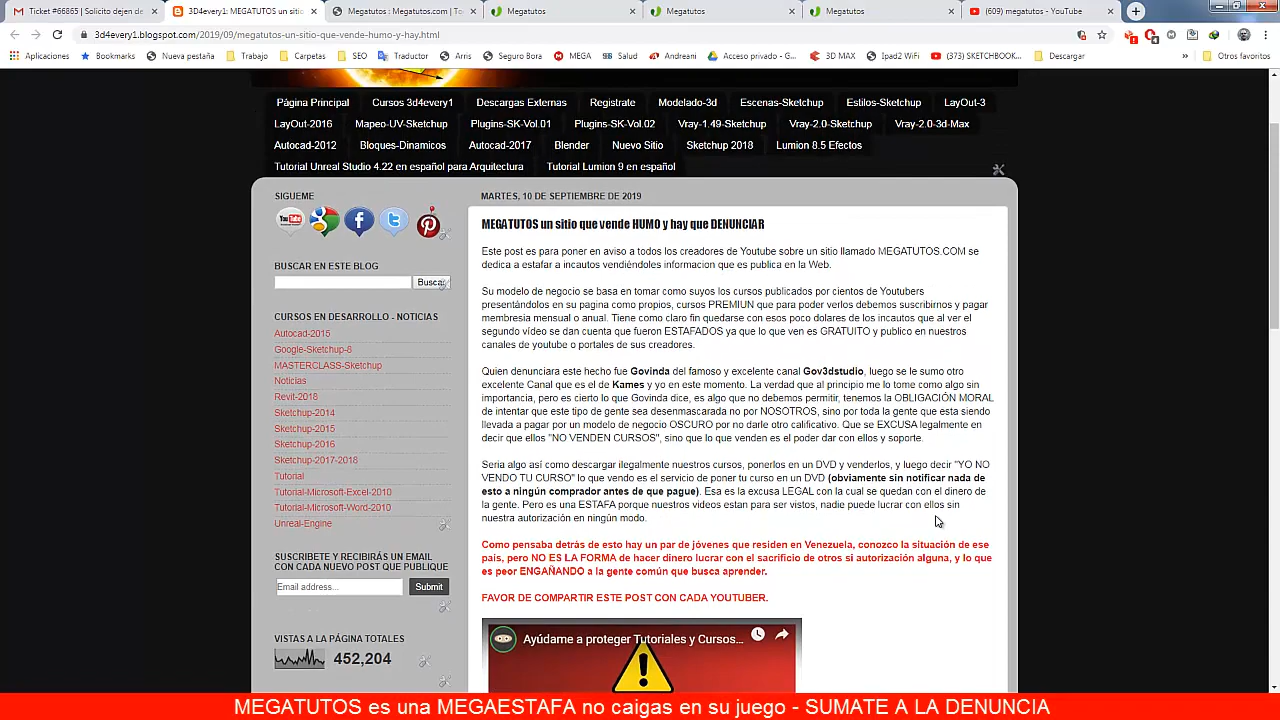 Ticket #66865 | Solicito dejen de
3D4every1: MEGATUTOS un siti
Megatutos : Megatutos.com | To
Megatutos
Megatutos
Megatutos
(609) megatutos - YouTube
3d4every1.blogspot.com/2019/09/megatutos-un-sitio-que-vende-humo-y-hay.html
Aplicaciones Bookmarks Nueva pestaña Trabajo Carpetas SEO Traductor Arris Seguro Bora MEGA Salud Andreani Acceso privado - G... 3D MAX Ipad2 WiFi (373) SKETCHBOOK... Descargar » Otros favoritos
Página Principal Cursos 3d4every1 Descargas Externas Registrate Modelado-3d Escenas-Sketchup Estilos-Sketchup LayOut-3
LayOut-2016 Mapeo-UV-Sketchup Plugins-SK-Vol.01 Plugins-SK-Vol.02 Vray-1.49-Sketchup Vray-2.0-Sketchup Vray-2.0-3d-Max
Autocad-2012 Bloques-Dinamicos Autocad-2017 Blender Nuevo Sitio Sketchup 2018 Lumion 8.5 Efectos
Tutorial Unreal Studio 4.22 en español para Arquitectura Tutorial Lumion 9 en español
SIGUEME
You Tube
BUSCAR EN ESTE BLOG
Buscar
CURSOS EN DESARROLLO - NOTICIAS
Autocad-2015
Google-Sketchup-8
MASTERCLASS-Sketchup
Noticias
Revit-2018
Sketchup-2014
Sketchup-2015
Sketchup-2016
Sketchup-2017-2018
Tutorial
Tutorial-Microsoft-Excel-2010
Tutorial-Microsoft-Word-2010
Unreal-Engine
SUSCRIBETE Y RECIBIRÁS UN EMAIL
CON CADA NUEVO POST QUE PUBLIQUE
Email address... Submit
VISTAS A LA PÁGINA TOTALES
452,204
MARTES, 10 DE SEPTIEMBRE DE 2019
MEGATUTOS un sitio que vende HUMO y hay que DENUNCIAR
Este post es para poner en aviso a todos los creadores de Youtube sobre un sitio llamado MEGATUTOS.COM se
dedica a estafar a incautos vendiéndoles informacion que es publica en la Web.
Su modelo de negocio se basa en tomar como suyos los cursos publicados por cientos de Youtubers
presentándolos en su pagina como propios, cursos PREMIUN que para poder verlos debemos suscribirnos y pagar
membresia mensual o anual. Tiene como claro fin quedarse con esos poco dolares de los incautos que al ver el
segundo vídeo se dan cuenta que fueron ESTAFADOS ya que lo que ven es GRATUITO y publico en nuestros
canales de youtube o portales de sus creadores.
Quien denunciara este hecho fue Govinda del famoso y excelente canal Gov3dstudio, luego se le sumo otro
excelente Canal que es el de Kames y yo en este momento. La verdad que al principio me lo tome como algo sin
importancia, pero es cierto lo que Govinda dice, es algo que no debemos permitir, tenemos la OBLIGACIÓN MORAL
de intentar que este tipo de gente sea desenmascarada no por NOSOTROS, sino por toda la gente que esta siendo
llevada a pagar por un modelo de negocio OSCURO por no darle otro calificativo. Que se EXCUSA legalmente en
decir que ellos "NO VENDEN CURSOS", sino que lo que venden es el poder dar con ellos y soporte.
Seria algo así como descargar ilegalmente nuestros cursos, ponerlos en un DVD y venderlos, y luego decir "YO NO
VENDO TU CURSO" lo que vendo es el servicio de poner tu curso en un DVD (obviamente sin notificar nada de
esto a ningún comprador antes de que pague). Esa es la excusa LEGAL con la cual se quedan con el dinero de
la gente. Pero es una ESTAFA porque nuestros videos estan para ser vistos, nadie puede lucrar con ellos sin
nuestra autorización en ningún modo.
Como pensaba detrás de esto hay un par de jóvenes que residen en Venezuela, conozco la situación de ese
país, pero NO ES LA FORMA de hacer dinero lucrar con el sacrificio de otros si autorización alguna, y lo que
es peor ENGAÑANDO a la gente común que busca aprender.
FAVOR DE COMPARTIR ESTE POST CON CADA YOUTUBER.
Ayúdame a proteger Tutoriales y Cursos...
MEGATUTOS es una MEGAESTAFA no caigas en su juego - SUMATE A LA DENUNCIA